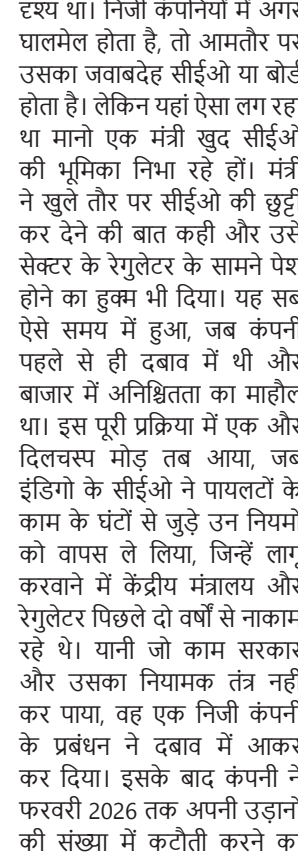 दृश्य था। निजी कंपनियों में अगर
घालमेल होता है, तो आमतौर पर
उसका जवाबदेह सीईओ या बोर्ड
होता है। लेकिन यहां ऐसा लग रह
था मानो एक मंत्री खुद सीईओ
की भूमिका निभा रहे हों। मंत्री
ने खुले तौर पर सीईओ की छुट्टी
कर देने की बात कही और उसे
सेक्टर के रेगुलेटर के सामने पेश
होने का हुक्म भी दिया। यह सब
ऐसे समय में हुआ, जब कंपनी
पहले से ही दबाव में थी और
बाजार में अनिश्चितता का माहौल
था। इस पूरी प्रक्रिया में एक और
दिलचस्प मोड़ तब आया, जब
इंडिगो के सीईओ ने पायलटों के
काम के घंटों से जुड़े उन नियमों
को वापस ले लिया, जिन्हें लागू
करवाने में केंद्रीय मंत्रालय और
रेगुलेटर पिछले दो वर्षों से नाकाम
रहे थे। यानी जो काम सरकार
और उसका नियामक तंत्र नहीं
कर पाया, वह एक निजी कंपनी
के प्रबंधन ने दबाव में आकर
कर दिया। इसके बाद कंपनी ने
फरवरी 2026 तक अपनी उड़ानों
की संख्या में कटौती करने क